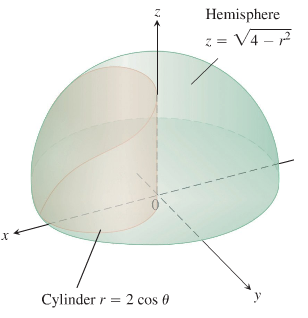 z
Hemisphere
z = √(4 − r²)
0
x
y
Cylinder r = 2 cos θ